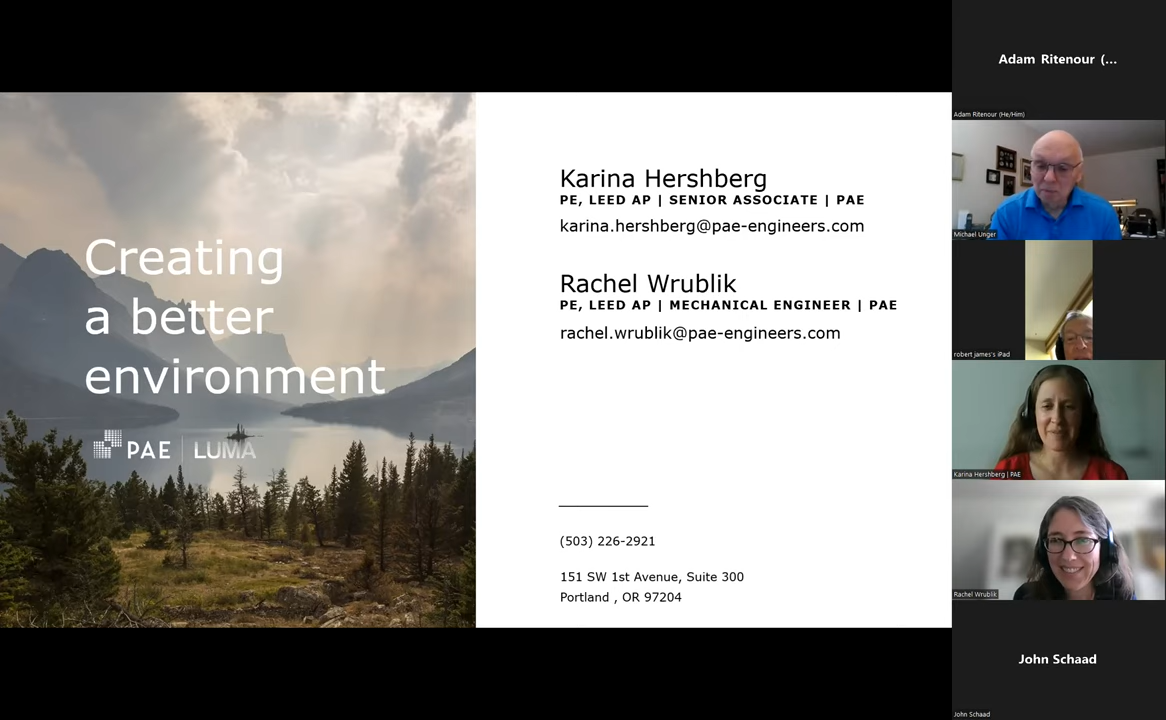 Creating
a better
environment
PAE | LUMA
Karina Hershberg
PE, LEED AP | SENIOR ASSOCIATE | PAE
karina.hershberg@pae-engineers.com
Rachel Wrublik
PE, LEED AP | MECHANICAL ENGINEER | PAE
rachel.wrublik@pae-engineers.com
(503) 226-2921
151 SW 1st Avenue, Suite 300
Portland , OR 97204
Adam Ritenour (...
Adam Ritenour (He/Him)
Michael Unger
robert james's iPad
Karina Hershberg | PAE
Rachel Wrublik
John Schaad
John Schaad